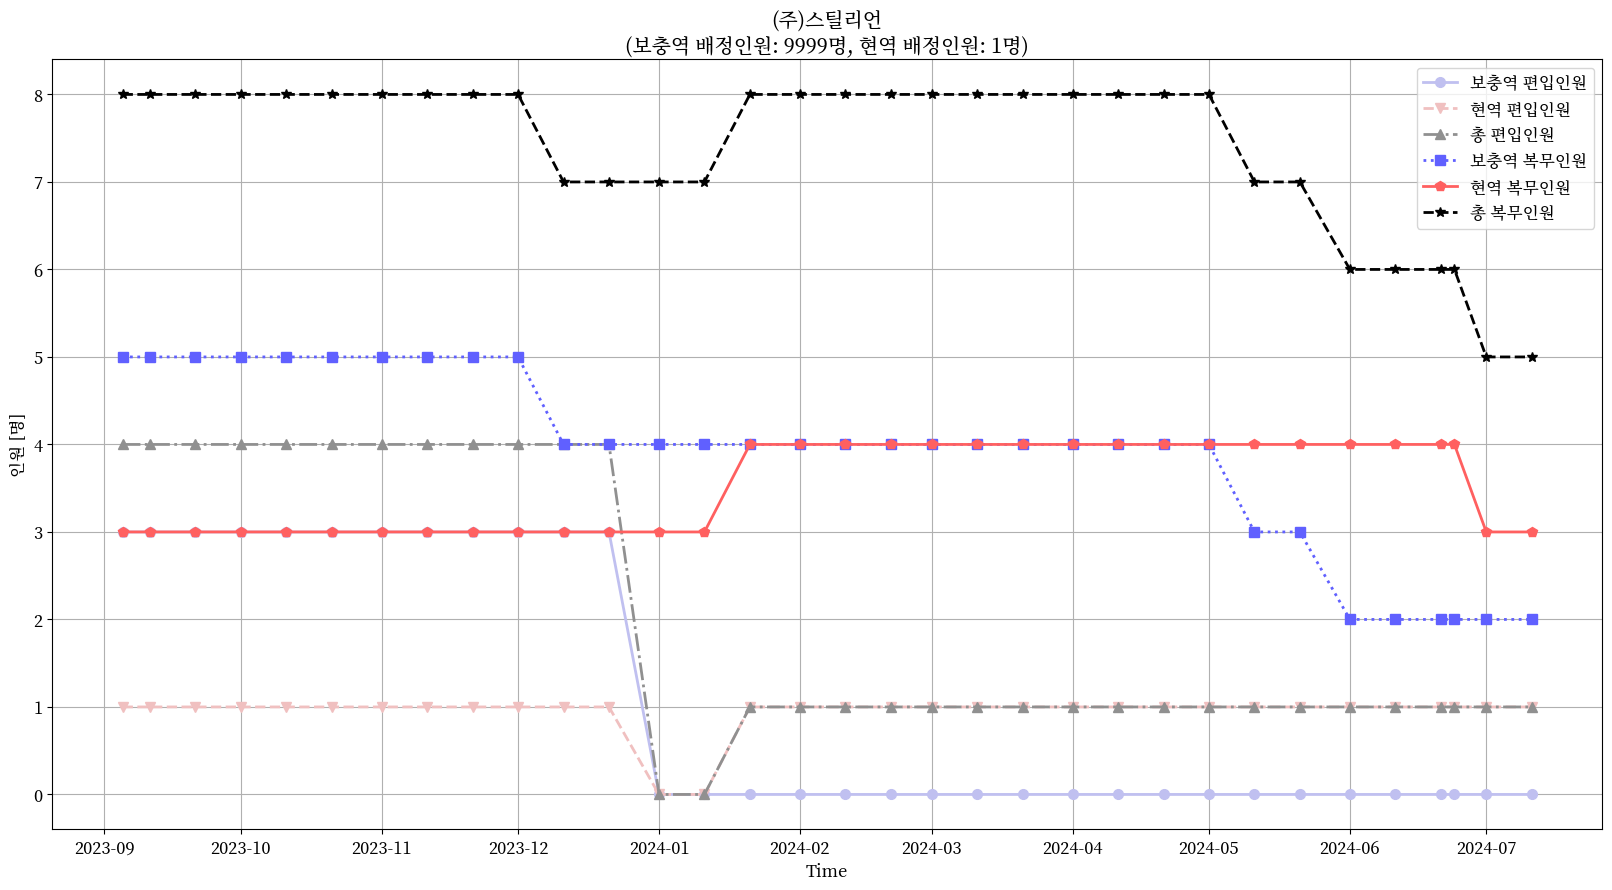 (주)스틸리언
(보충역 배정인원: 9999명, 현역 배정인원: 1명)
보충역 편입인원
현역 편입인원
총 편입인원
보충역 복무인원
현역 복무인원
총 복무인원
인원 [명]
8
7
6
5
4
3
2
1
0
2023-09 2023-10 2023-11 2023-12 2024-01 2024-02 2024-03 2024-04 2024-05 2024-06 2024-07
Time